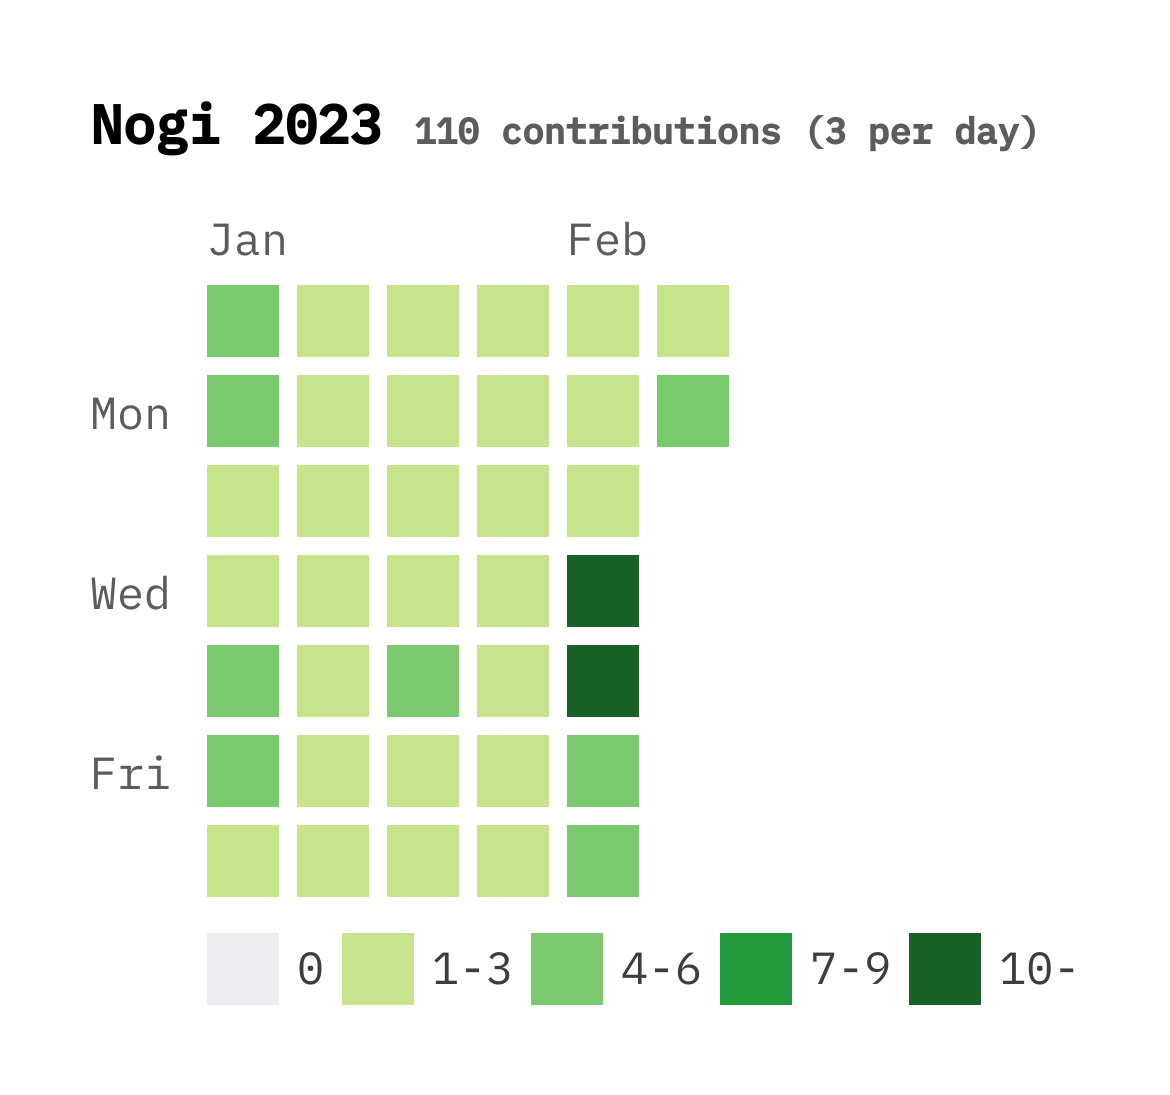 Nogi 2023 110 contributions (3 per day)
Jan Feb
Mon
Wed
Fri
0 1-3 4-6 7-9 10-